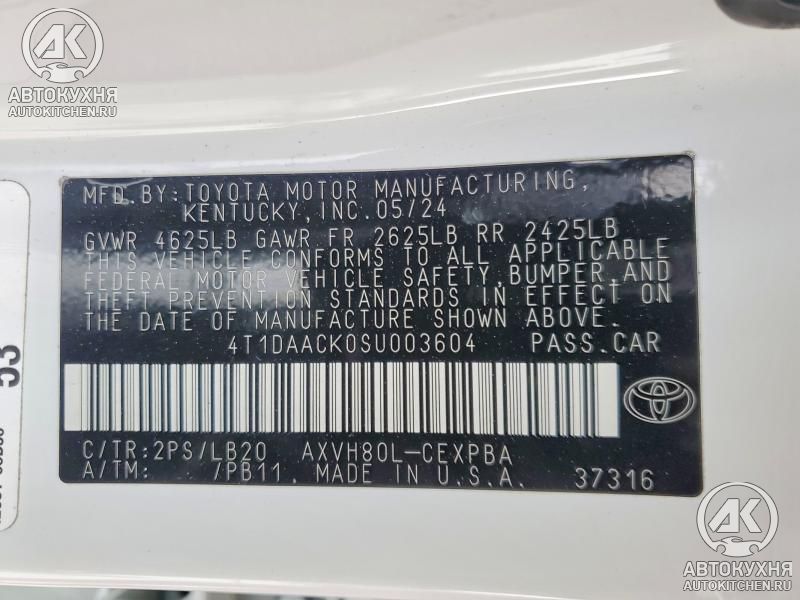 AK
АВТОКУХНЯ
AUTOKITCHEN.RU
MFD.BY:TOYOTA MOTOR MANUFACTURING,
KENTUCKY,INC.05/24
GVWR 4625LB GAWR FR 2625LB RR 2425LB
THIS VEHICLE CONFORMS TO ALL APPLICABLE
FEDERAL MOTOR VEHICLE SAFETY,BUMPER,AND
THEFT PREVENTION STANDARDS IN EFFECT ON
THE DATE OF MANUFACTURE SHOWN ABOVE.
4T1DAACK0SU003604 PASS.CAR
53
C/TR:2PS/LB20 AXVH80L-CEXPBA
A/TM: /PB11 MADE IN U.S.A. 37316
AK
АВТОКУХНЯ
AUTOKITCHEN.RU